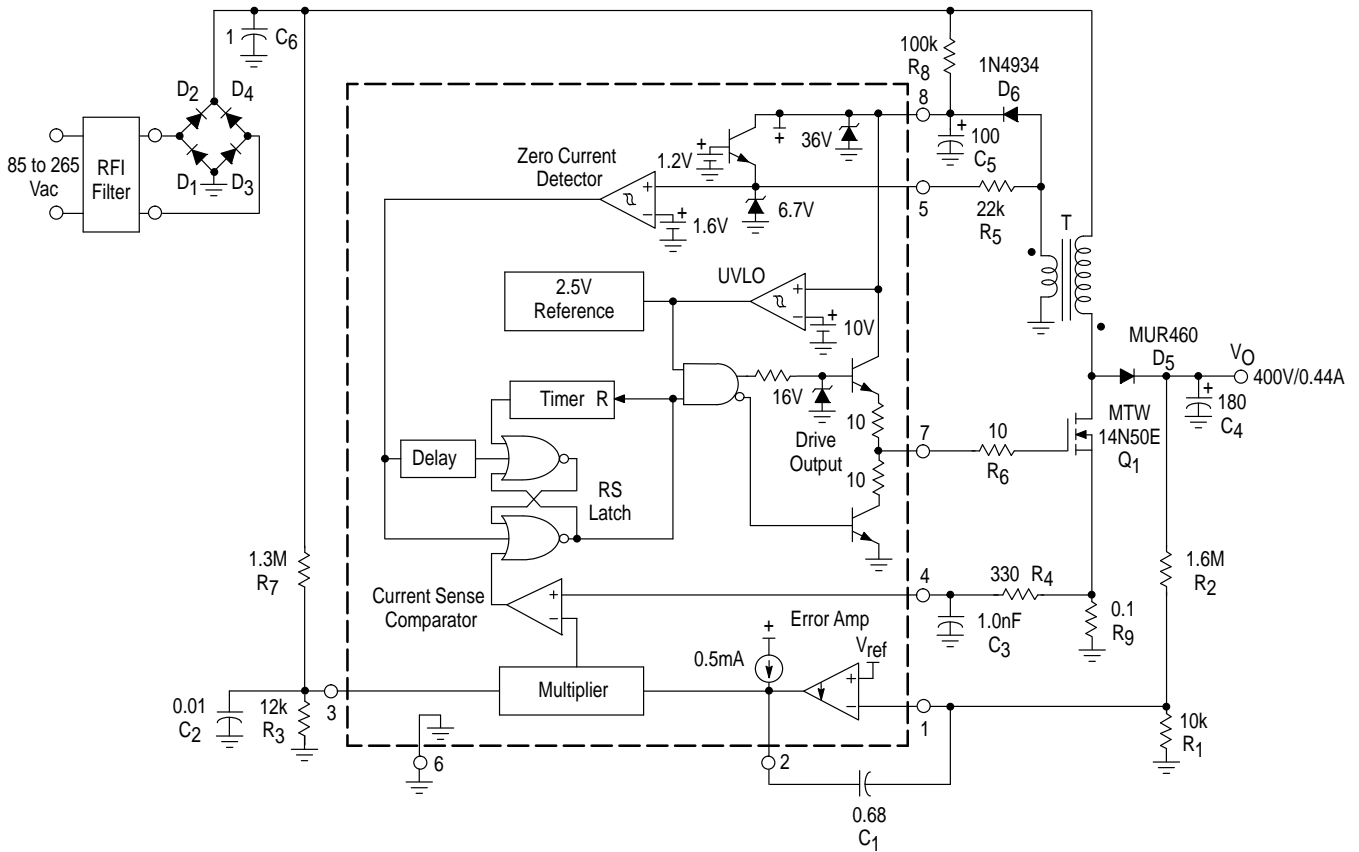 1
C6
100k
R8
1N4934
D6
8
D2
D4
D1
D3
85 to 265
Vac
RFI
Filter
+
100
C5
36V
1.2V
Zero Current
Detector
+
-
1.6V
6.7V
5
22k
R5
T
2.5V
Reference
UVLO
+
-
10V
MUR460
D5
VO
400V/0.44A
180
C4
Timer R
16V
10
Drive
Output
10
7
10
R6
MTW
14N50E
Q1
Delay
RS
Latch
1.3M
R7
1.6M
R2
Current Sense
Comparator
+
-
4
330 R4
1.0nF
C3
0.1
R9
Error Amp
+
0.5mA
Vref
+
-
Multiplier
0.01
C2
12k
R3
3
1
10k
R1
6
2
0.68
C1